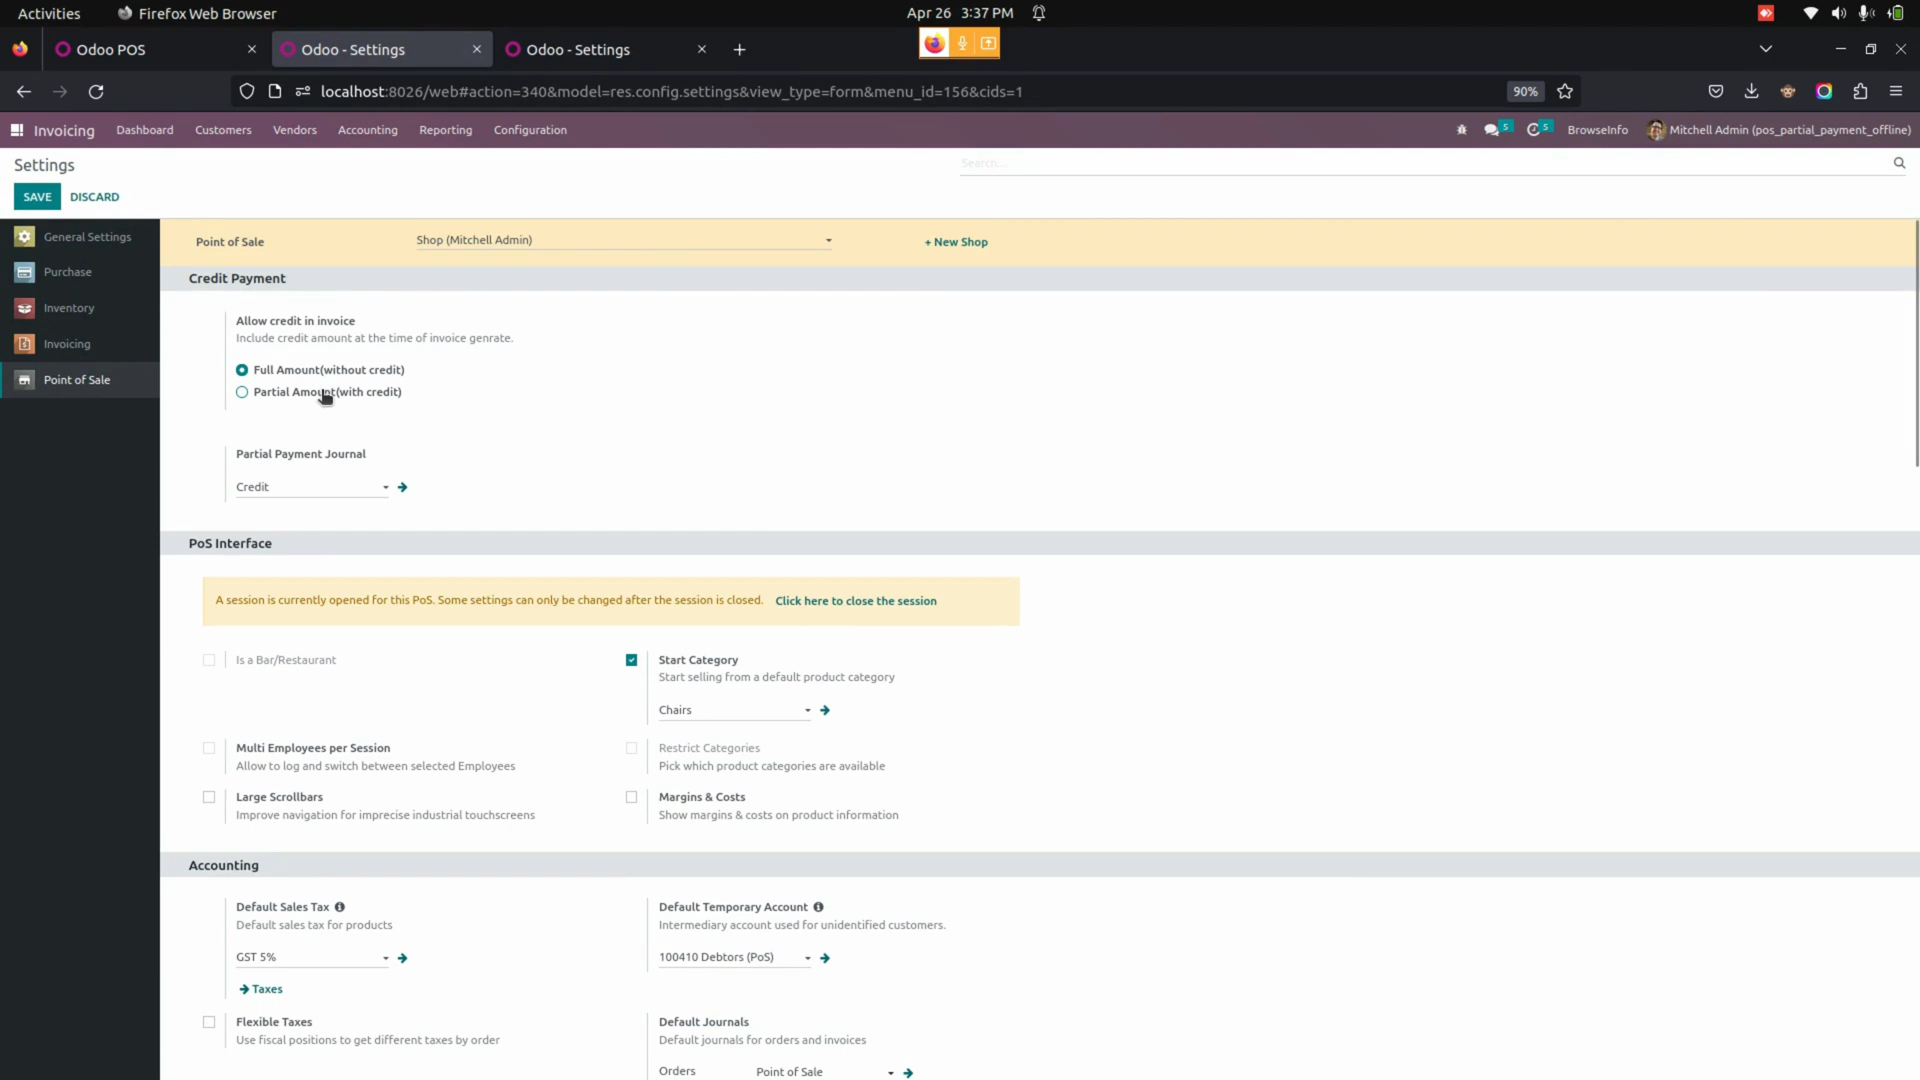 Activities
Firefox Web Browser
Apr 26 3:37 PM
Odoo POS
Odoo - Settings
Odoo - Settings
localhost:8026/web#action=340&model=res.config.settings&view_type=form&menu_id=156&cids=1
90%
Invoicing
Dashboard
Customers
Vendors
Accounting
Reporting
Configuration
5
5
BrowseInfo
Mitchell Admin (pos_partial_payment_offline)
Settings
Search...
SAVE
DISCARD
General Settings
Purchase
Inventory
Invoicing
Point of Sale
Point of Sale
Shop (Mitchell Admin)
+ New Shop
Credit Payment
Allow credit in invoice
Include credit amount at the time of invoice genrate.
Full Amount(without credit)
Partial Amount(with credit)
Partial Payment Journal
Credit
PoS Interface
A session is currently opened for this PoS. Some settings can only be changed after the session is closed. Click here to close the session
Is a Bar/Restaurant
Start Category
Start selling from a default product category
Chairs
Multi Employees per Session
Allow to log and switch between selected Employees
Restrict Categories
Pick which product categories are available
Large Scrollbars
Improve navigation for imprecise industrial touchscreens
Margins & Costs
Show margins & costs on product information
Accounting
Default Sales Tax
Default sales tax for products
GST 5%
Taxes
Default Temporary Account
Intermediary account used for unidentified customers.
100410 Debtors (PoS)
Flexible Taxes
Use fiscal positions to get different taxes by order
Default Journals
Default journals for orders and invoices
Orders
Point of Sale